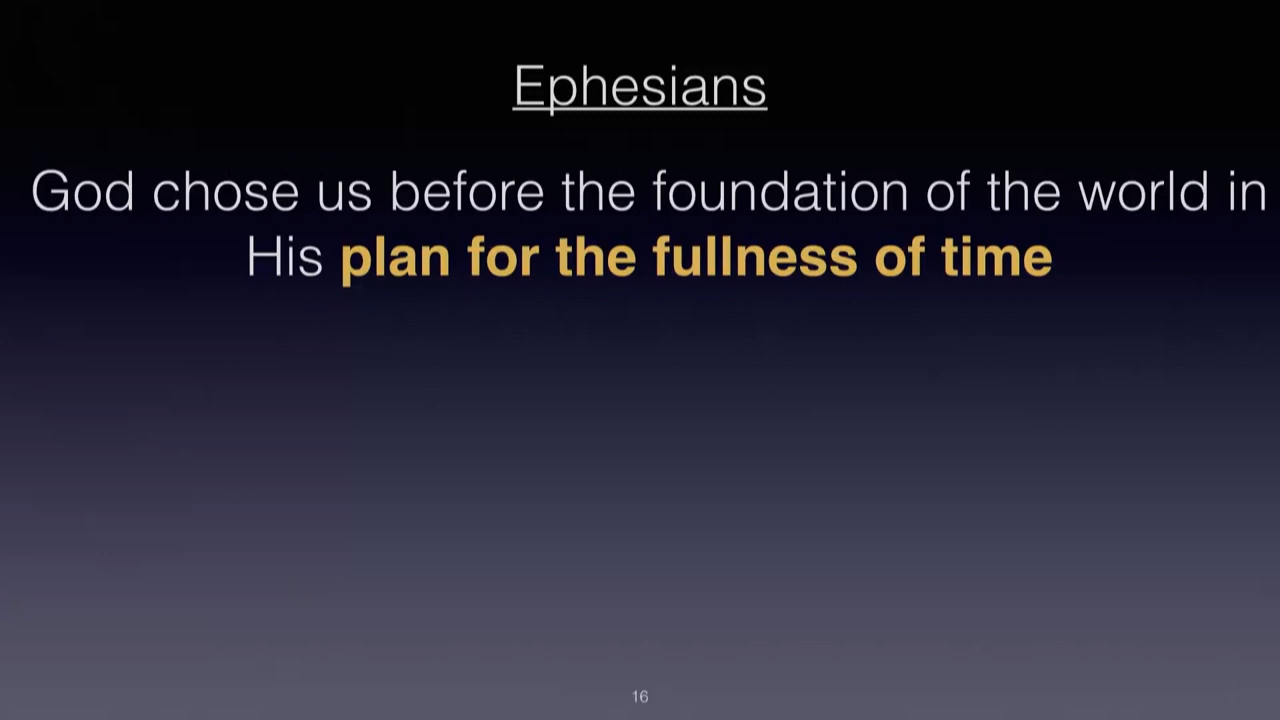 Ephesians
God chose us before the foundation of the world in
His plan for the fullness of time
16